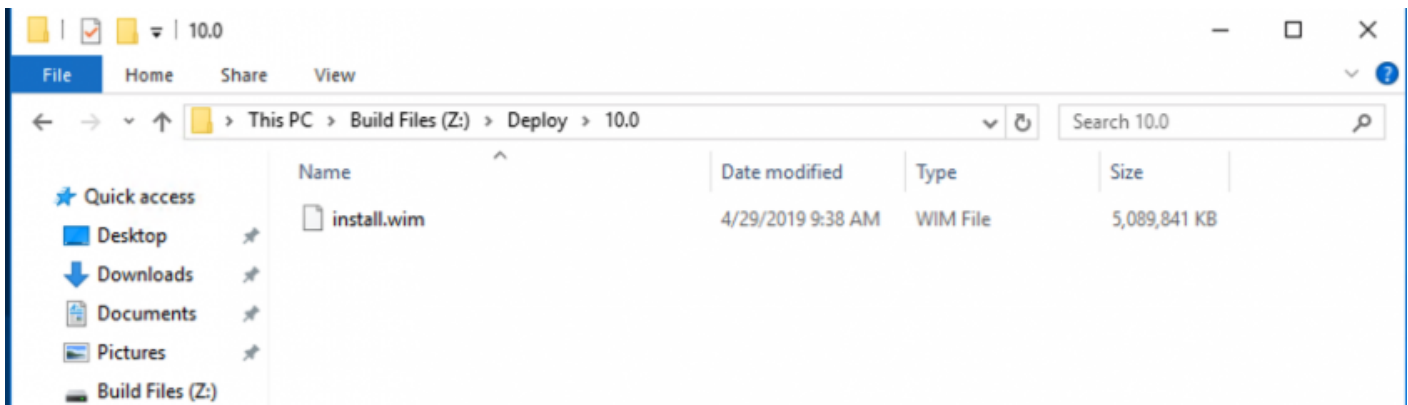 10.0
File Home Share View
This PC > Build Files (Z:) > Deploy > 10.0 Search 10.0
Name Date modified Type Size
Quick access
install.wim 4/29/2019 9:38 AM WIM File 5,089,841 KB
Desktop
Downloads
Documents
Pictures
Build Files (Z:)